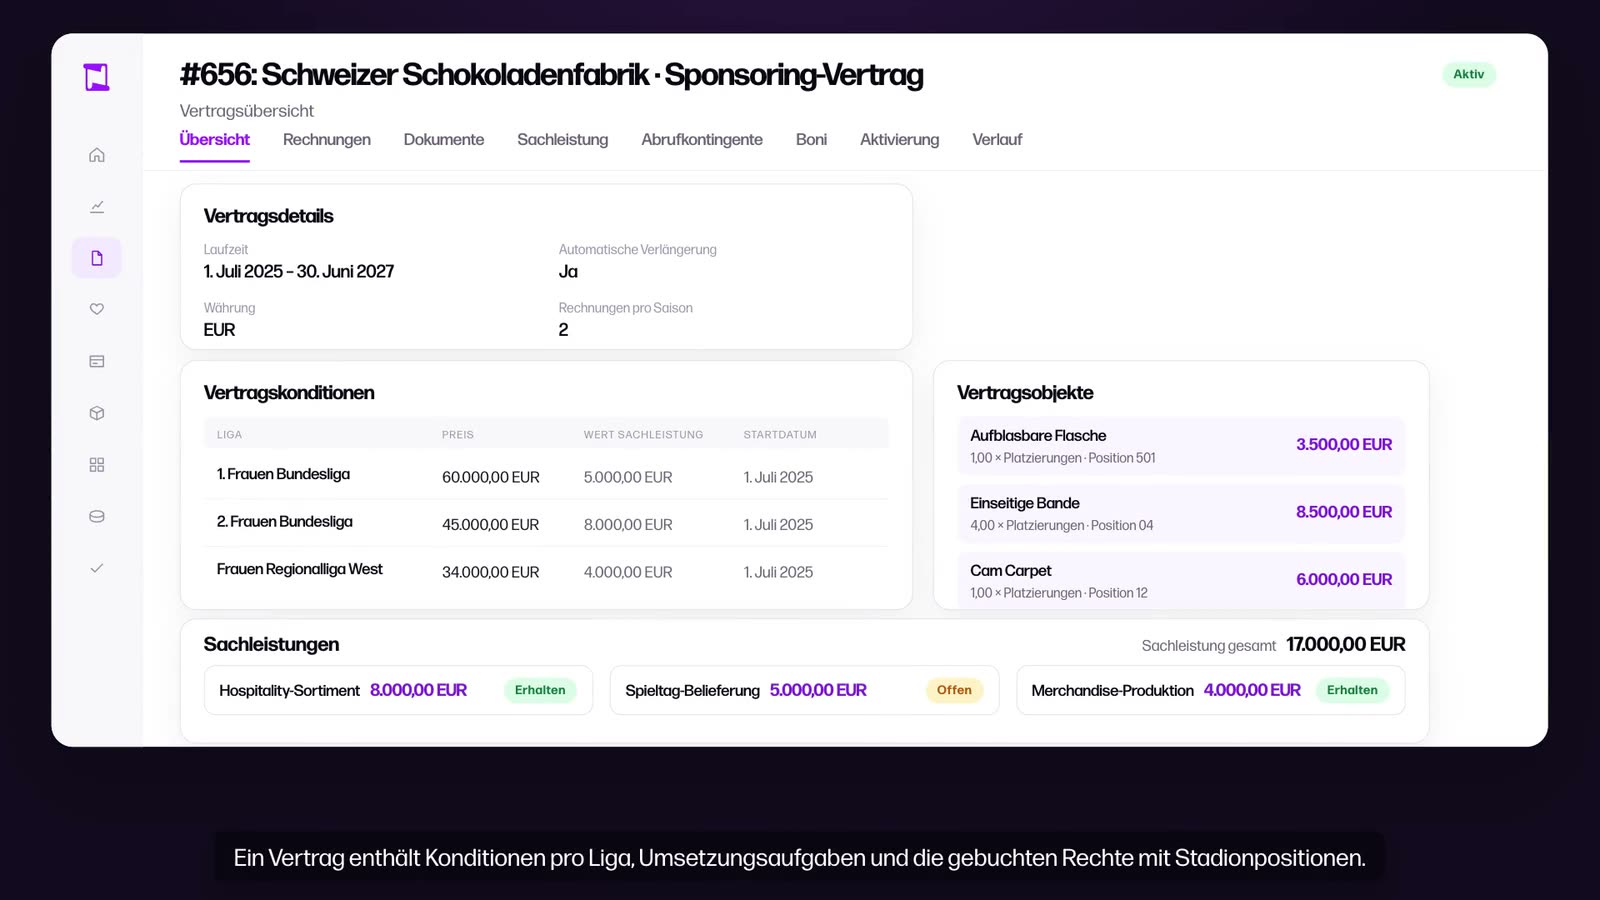 #656: Schweizer Schokoladenfabrik · Sponsoring-Vertrag
Aktiv
Vertragsübersicht
Übersicht Rechnungen Dokumente Sachleistung Abrufkontingente Boni Aktivierung Verlauf
Vertragsdetails
Laufzeit Automatische Verlängerung
1. Juli 2025 – 30. Juni 2027 Ja
Währung Rechnungen pro Saison
EUR 2
Vertragskonditionen
LIGA PREIS WERT SACHLEISTUNG STARTDATUM
1. Frauen Bundesliga 60.000,00 EUR 5.000,00 EUR 1. Juli 2025
2. Frauen Bundesliga 45.000,00 EUR 8.000,00 EUR 1. Juli 2025
Frauen Regionalliga West 34.000,00 EUR 4.000,00 EUR 1. Juli 2025
Vertragsobjekte
Aufblasbare Flasche 3.500,00 EUR
1,00 × Platzierungen · Position 501
Einseitige Bande 8.500,00 EUR
4,00 × Platzierungen · Position 04
Cam Carpet 6.000,00 EUR
1,00 × Platzierungen · Position 12
Sachleistungen Sachleistung gesamt 17.000,00 EUR
Hospitality-Sortiment 8.000,00 EUR Erhalten
Spieltag-Belieferung 5.000,00 EUR Offen
Merchandise-Produktion 4.000,00 EUR Erhalten
Ein Vertrag enthält Konditionen pro Liga, Umsetzungsaufgaben und die gebuchten Rechte mit Stadionpositionen.